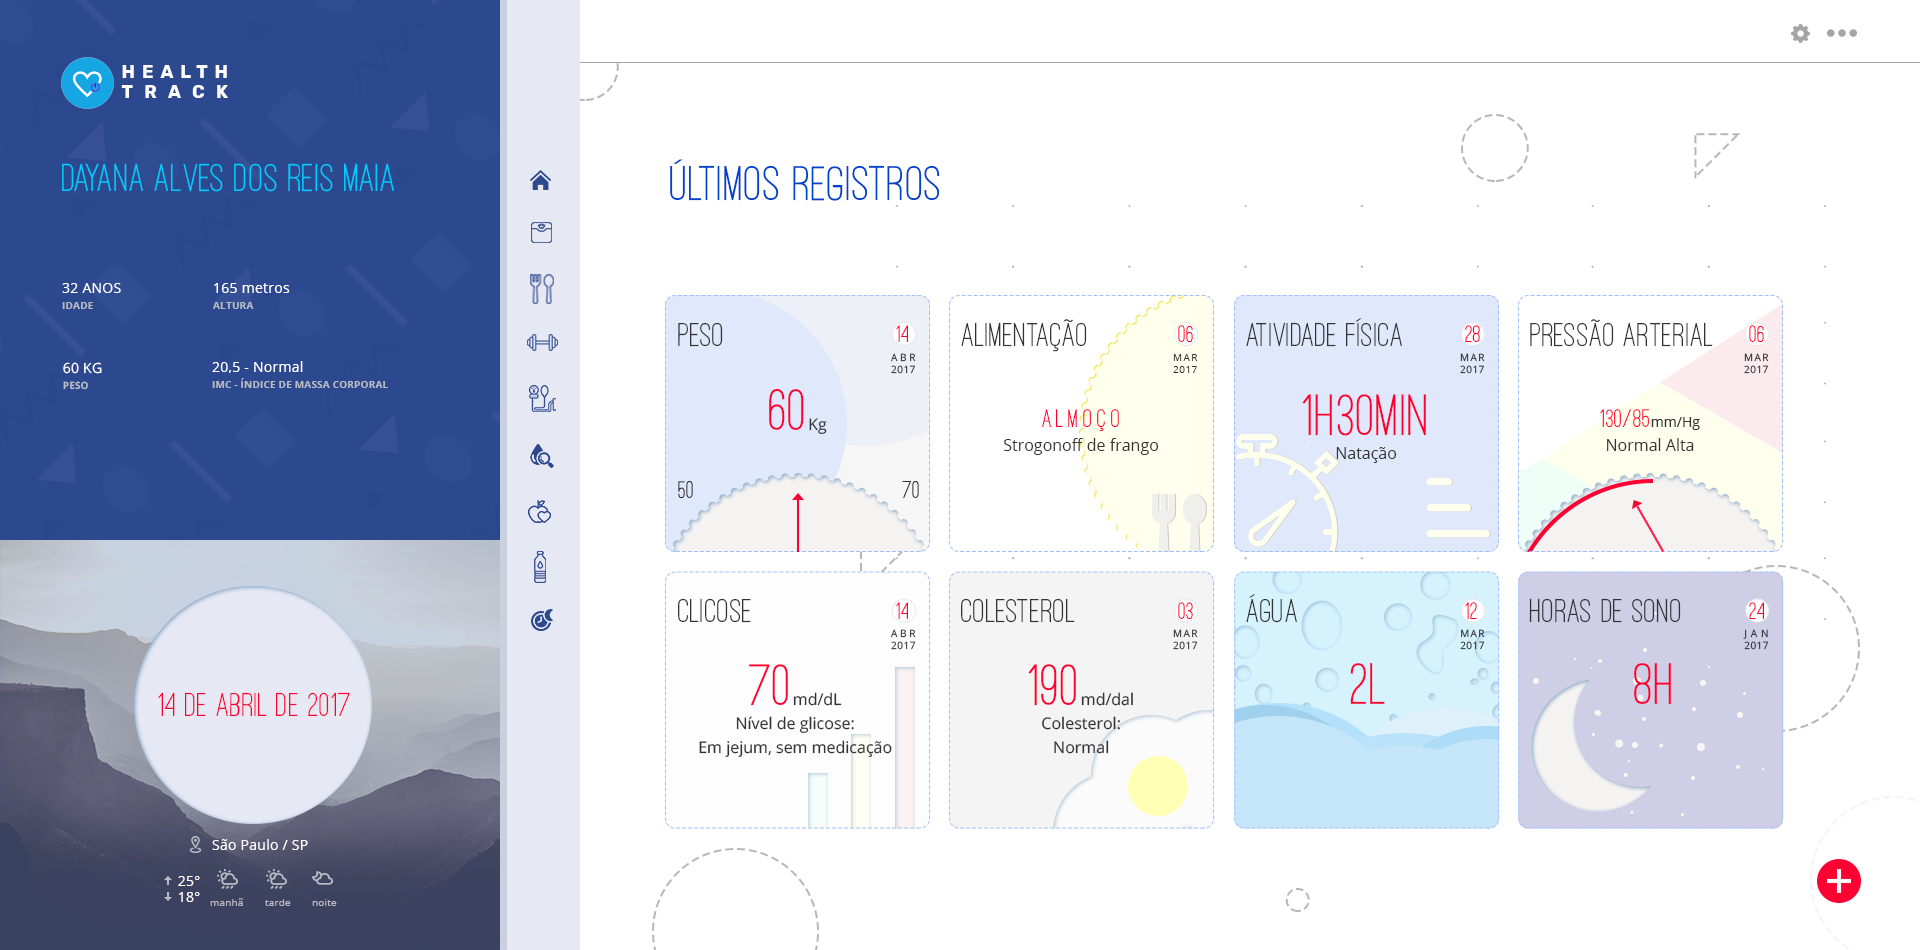 HEALTH
TRACK
DAYANA ALVES DOS REIS MAIA
32 ANOS
IDADE
165 metros
ALTURA
60 KG
PESO
20,5 - Normal
IMC - ÍNDICE DE MASSA CORPORAL
14 DE ABRIL DE 2017
São Paulo / SP
25°
18°
manhã
tarde
noite
ÚLTIMOS REGISTROS
PESO
14
ABR
2017
60 Kg
50
70
ALIMENTAÇÃO
06
MAR
2017
ALMOÇO
Strogonoff de frango
ATIVIDADE FÍSICA
28
MAR
2017
1H30MIN
Natação
PRESSÃO ARTERIAL
06
MAR
2017
130/85mm/Hg
Normal Alta
CLICOSE
14
ABR
2017
70 md/dL
Nível de glicose:
Em jejum, sem medicação
COLESTEROL
03
MAR
2017
190 md/dal
Colesterol:
Normal
ÁGUA
12
MAR
2017
2L
HORAS DE SONO
24
JAN
2017
8H